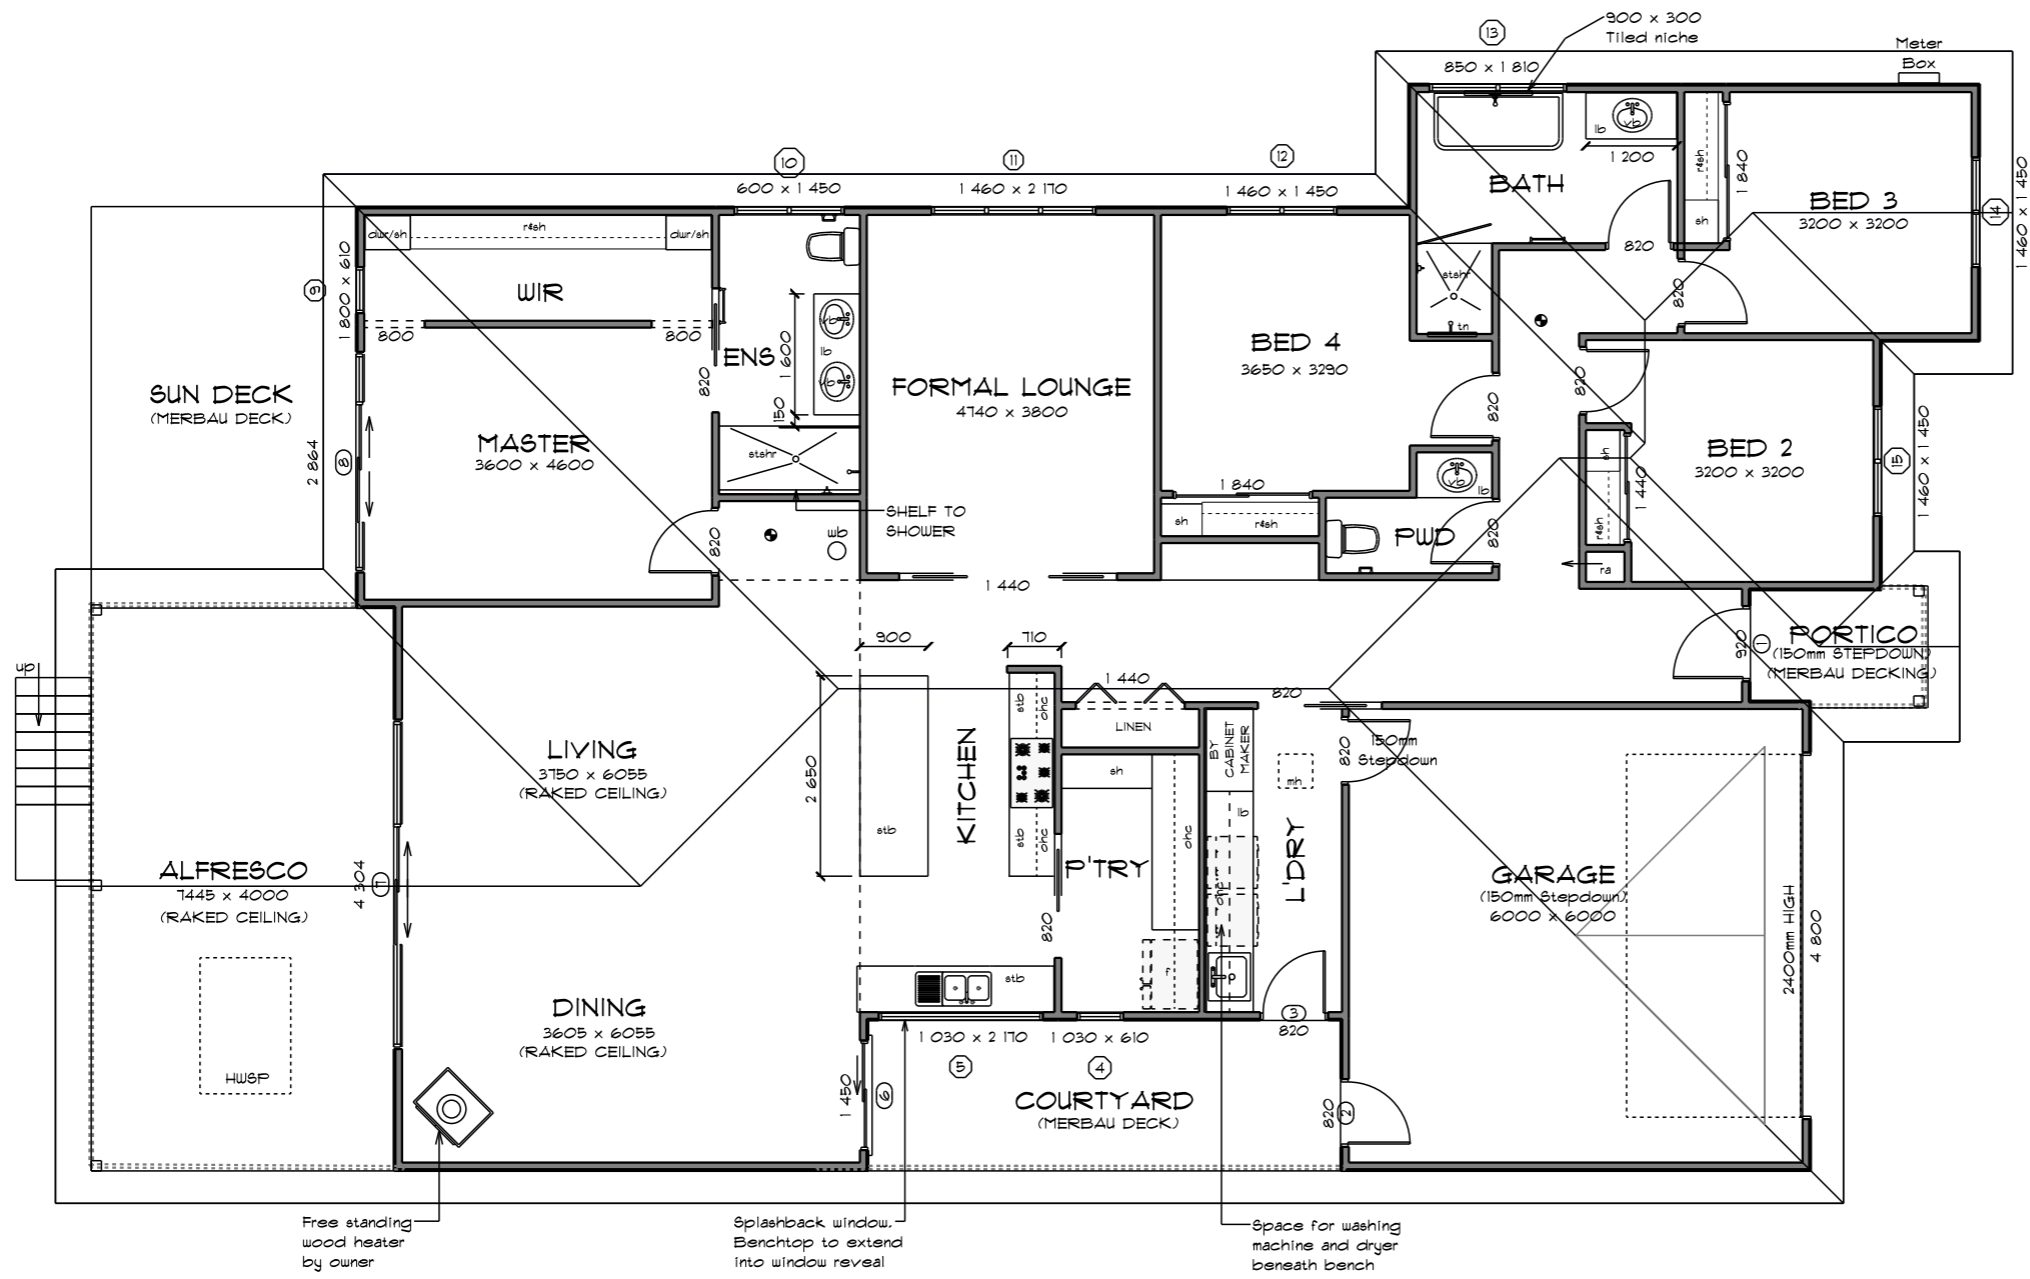 900 x 300
Tiled niche
13
850 x 1 810
Meter
Box
10
11
12
600 x 1 450
1 460 x 2 170
1 460 x 1 450
lb
vb
1 200
BATH
r&sh
1 840
sh
BED 3
3200 x 3200
14
1 460 x 1 450
820
820
dwr/sh
r&sh
dwr/sh
9
1 800 x 610
WIR
800
800
ENS
820
vb
lb
vb
1 600
150
stshr
SHELF TO
SHOWER
stshr
tn
SUN DECK
(MERBAU DECK)
2 864
8
MASTER
3600 x 4600
820
wb
FORMAL LOUNGE
4740 x 3800
1 440
BED 4
3650 x 3290
820
1 840
sh
r&sh
PWD
vb
lb
820
820
sh
1 440
r&sh
ra
BED 2
3200 x 3200
15
1 460 x 1 450
920
1
PORTICO
(150mm STEPDOWN)
(MERBAU DECKING)
up
900
710
1 440
820
LINEN
2 650
stb
KITCHEN
stb
ohc
stb
ohc
BY
CABINET
MAKER
lb
ohc
mh
820
150mm
Stepdown
LIVING
3750 x 6055
(RAKED CEILING)
sh
ohc
P'TRY
820
f
L'DRY
ALFRESCO
7445 x 4000
(RAKED CEILING)
4 304
7
HWSP
GARAGE
(150mm Stepdown)
6000 x 6000
2400mm HIGH
4 800
DINING
3605 x 6055
(RAKED CEILING)
stb
1 030 x 2 170
1 030 x 610
3
820
5
4
1 450
6
COURTYARD
(MERBAU DECK)
820
2
Free standing
wood heater
by owner
Splashback window.
Benchtop to extend
into window reveal
Space for washing
machine and dryer
beneath bench